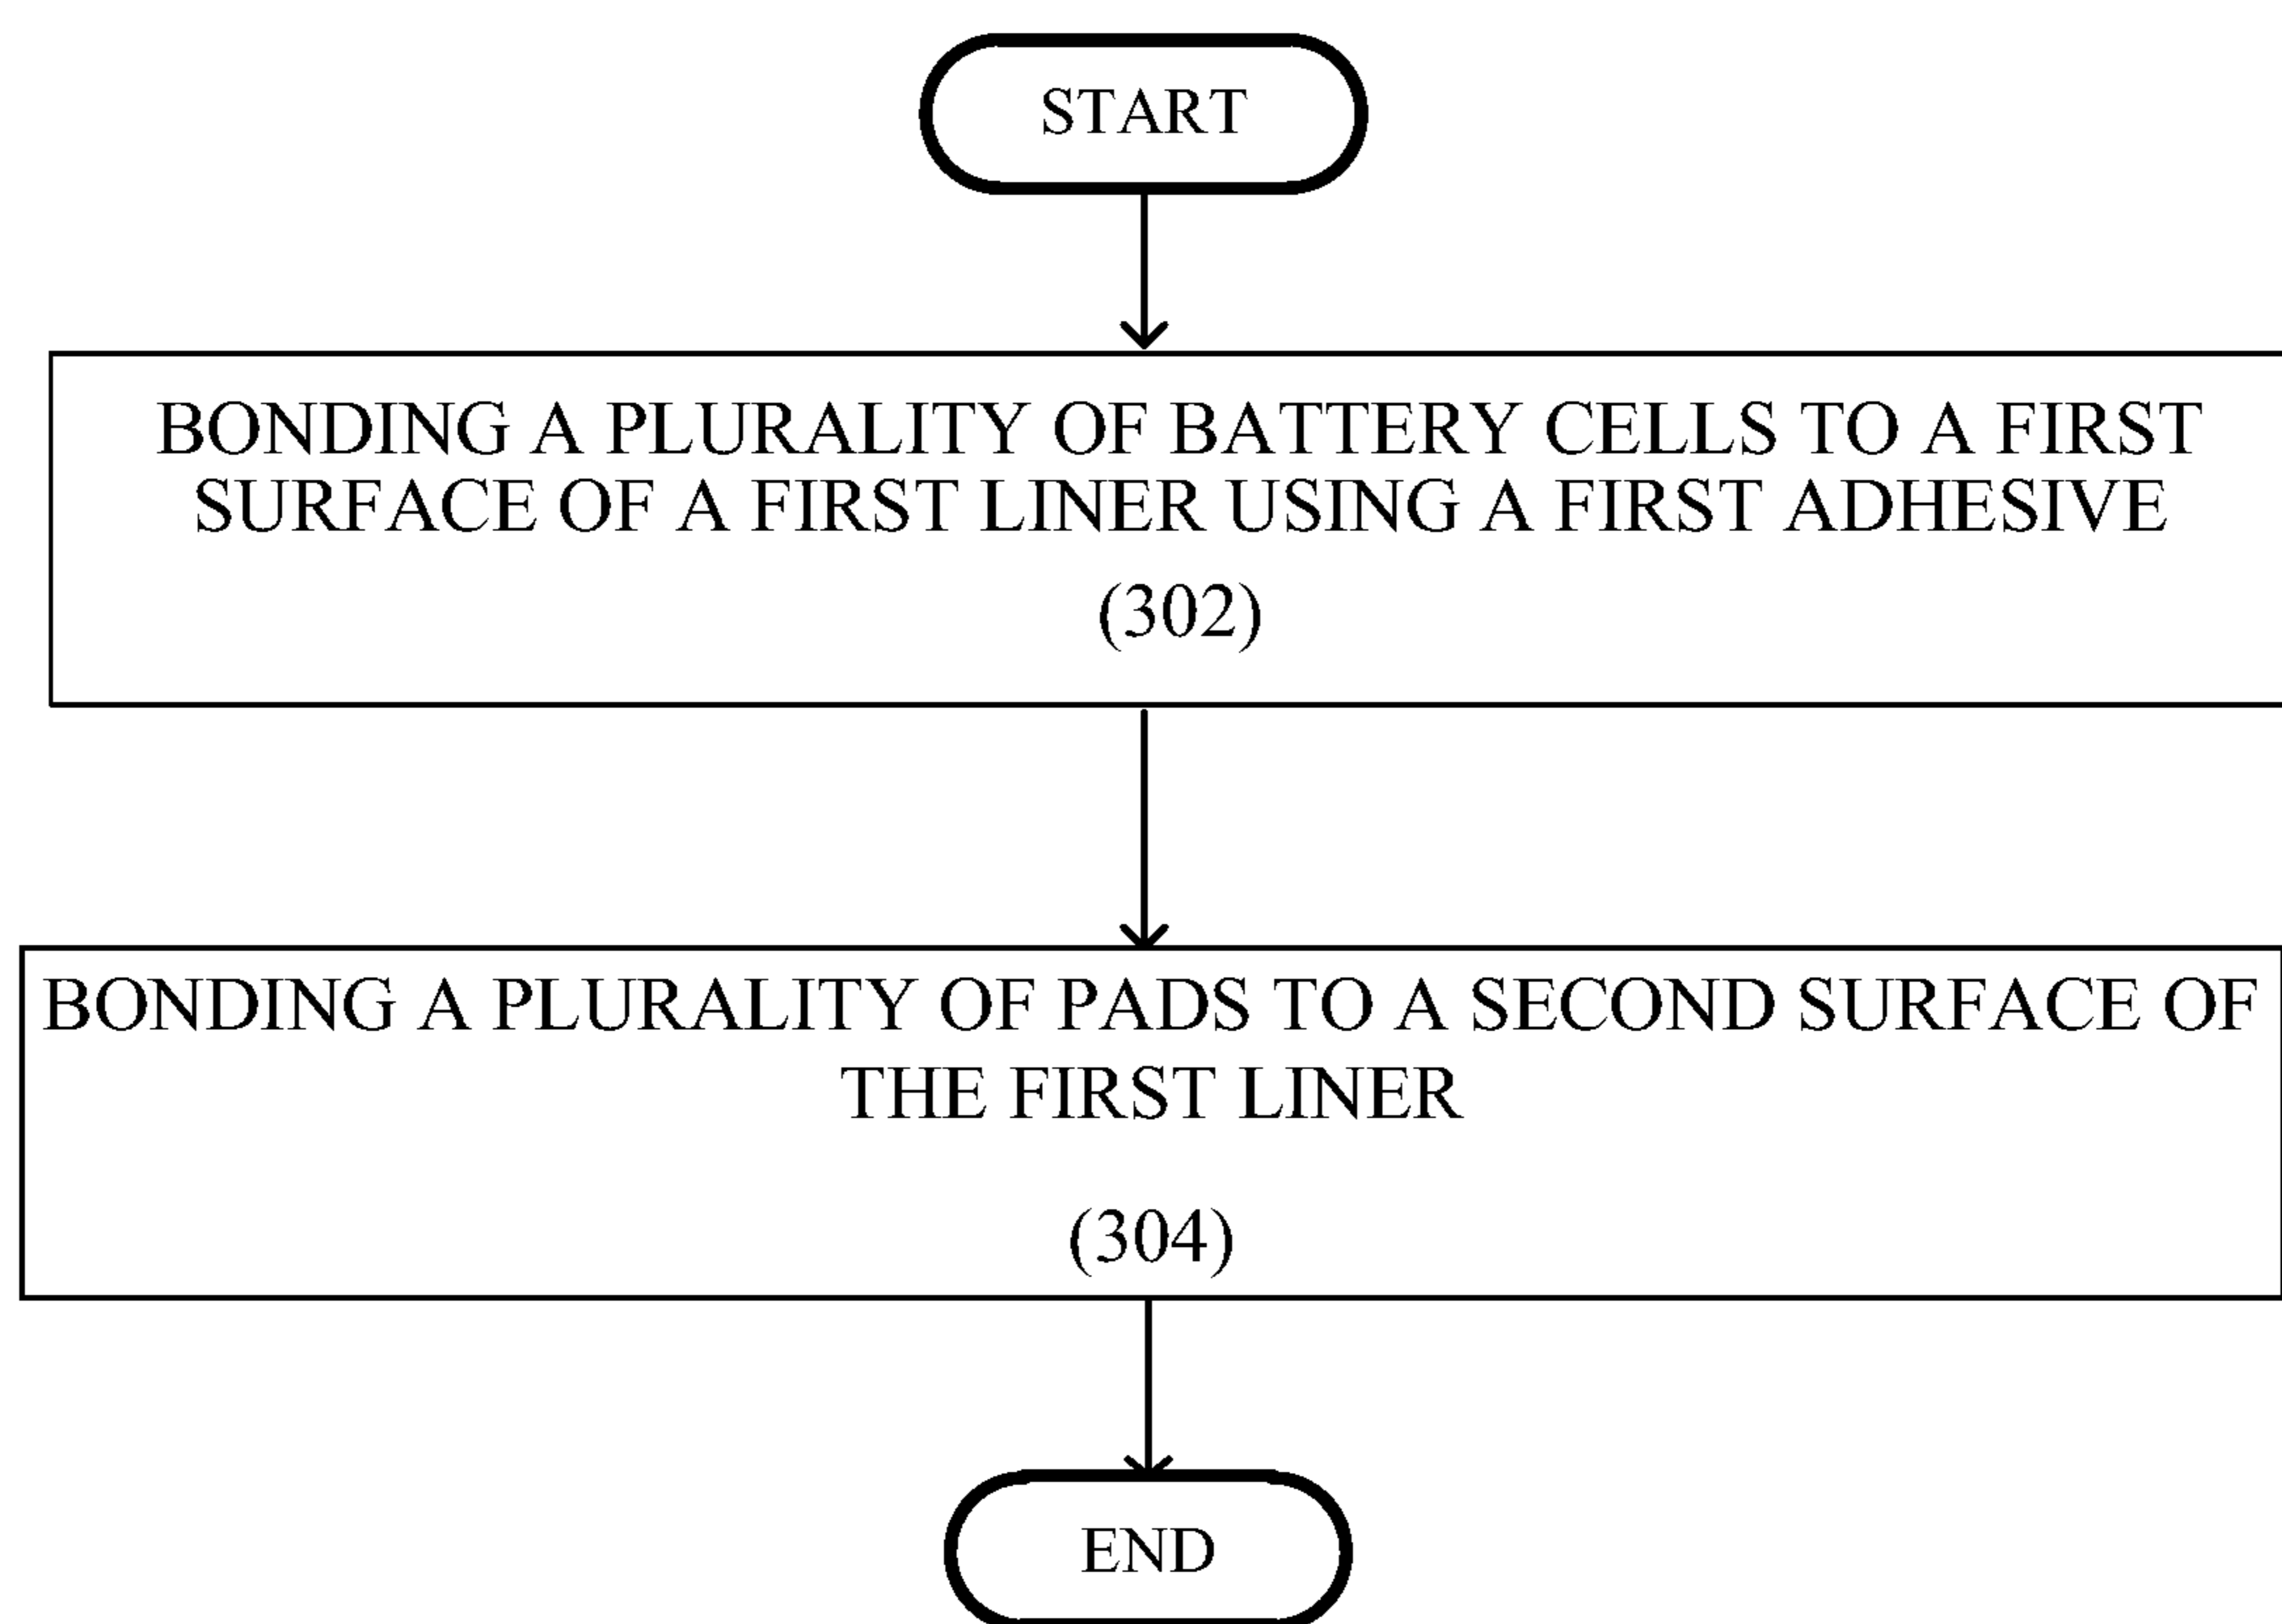 START
BONDING A PLURALITY OF BATTERY CELLS TO A FIRST
SURFACE OF A FIRST LINER USING A FIRST ADHESIVE
(302)
BONDING A PLURALITY OF PADS TO A SECOND SURFACE OF
THE FIRST LINER
(304)
END